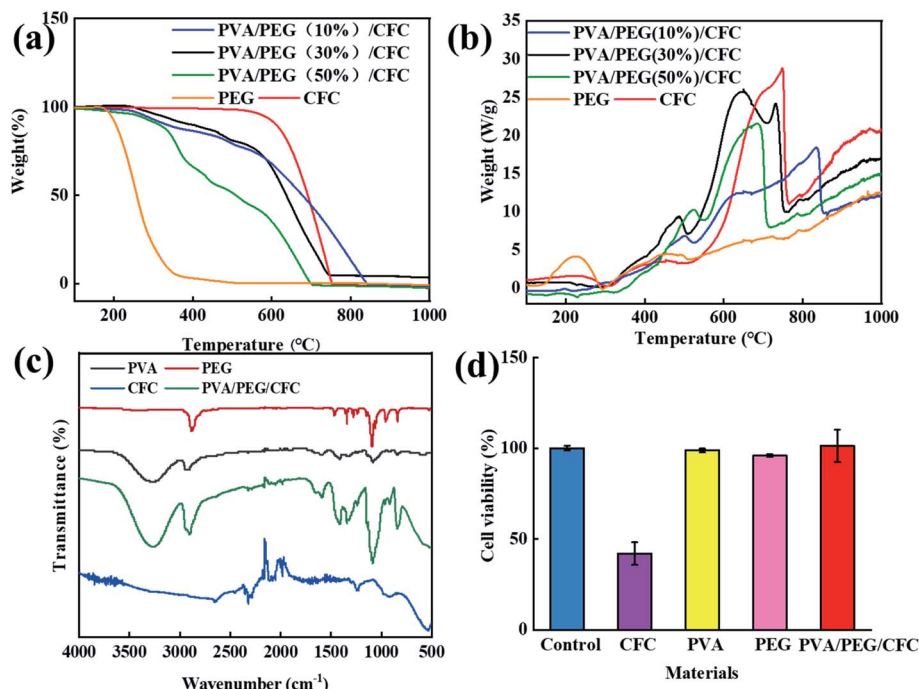 (a)
PVA/PEG（10%）/CFC
PVA/PEG（30%）/CFC
PVA/PEG（50%）/CFC
PEG CFC
Weight(%)
150
100
50
0
200 400 600 800 1000
Temperature (°C)
(b)
PVA/PEG(10%)/CFC
PVA/PEG(30%)/CFC
PVA/PEG(50%)/CFC
PEG CFC
Weight (W/g)
35
30
25
20
15
10
5
0
200 400 600 800 1000
Temperature (°C)
(c)
PVA PEG
CFC PVA/PEG/CFC
Transmittance (%)
4000 3500 3000 2500 2000 1500 1000 500
Wavenumber (cm⁻¹)
(d)
Cell viability (%)
150
100
50
0
Control CFC PVA PEG PVA/PEG/CFC
Materials